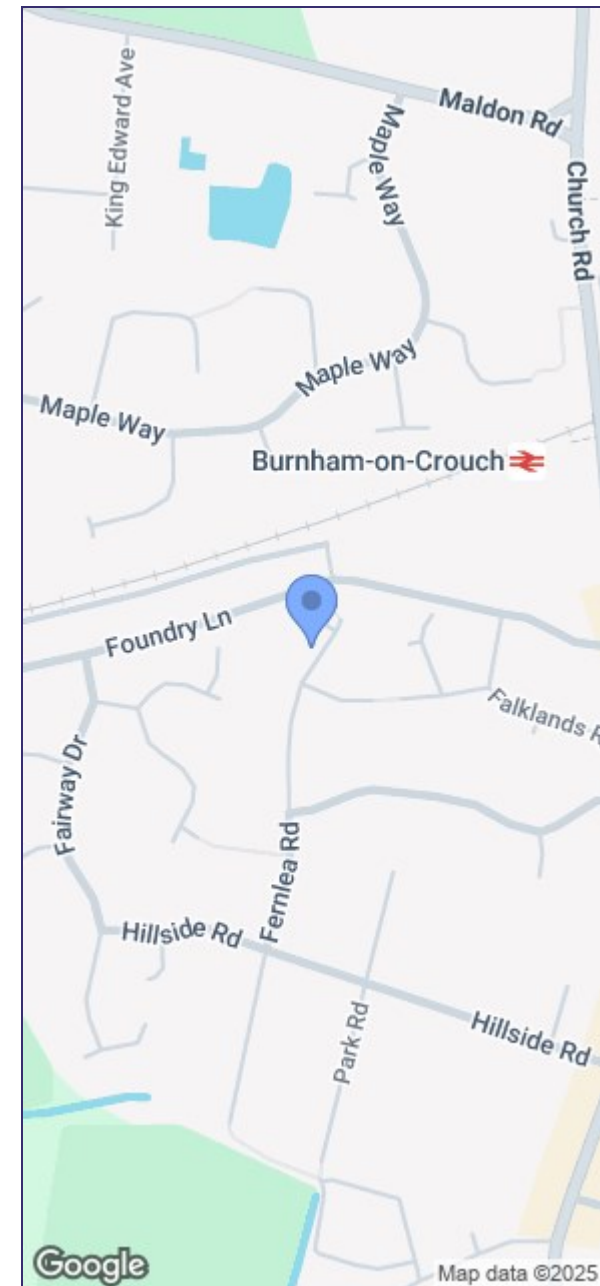 King Edward Ave
Maldon Rd
Maple Way
Church Rd
Maple Way
Maple Way
Burnham-on-Crouch
Foundry Ln
Falklands R
Fairway Dr
Fernlea Rd
Hillside Rd
Park Rd
Hillside Rd
Google
Map data ©2025